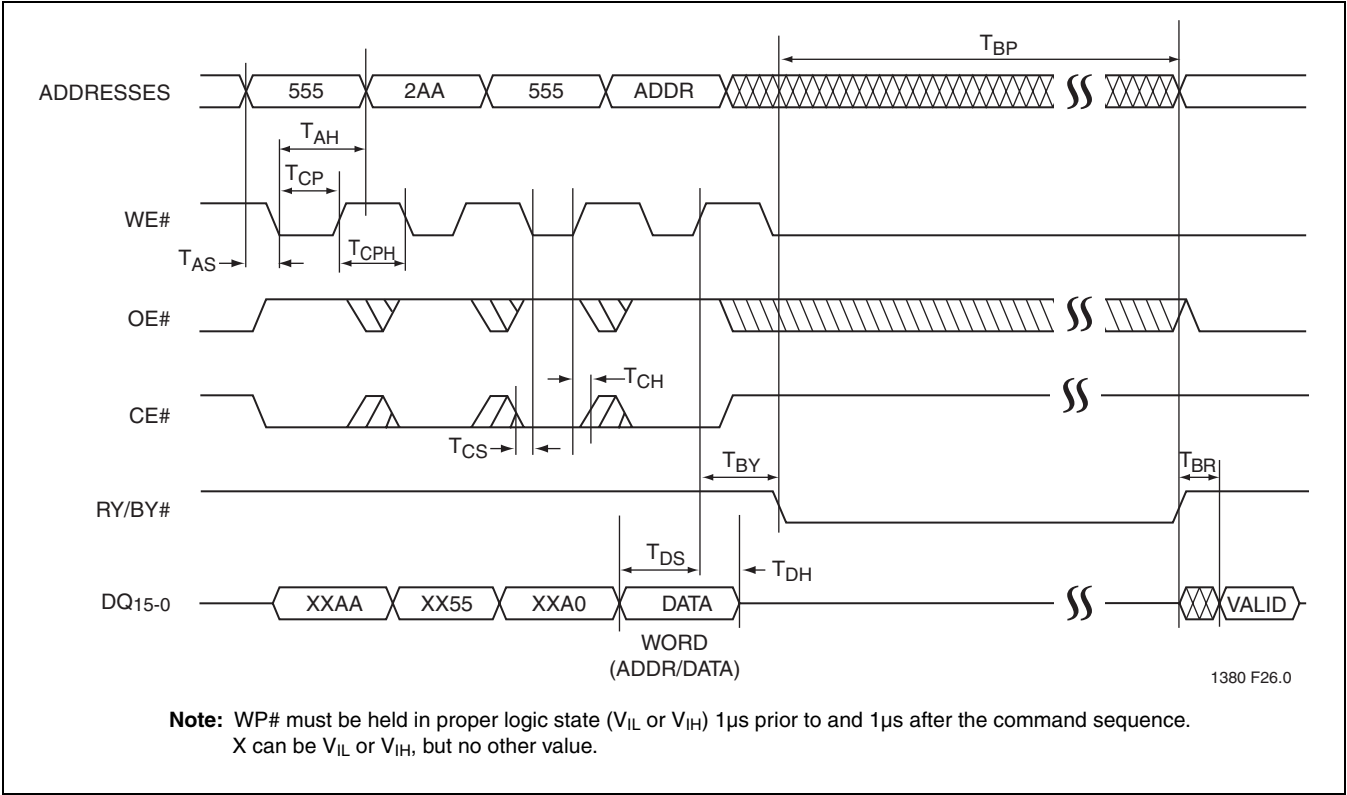 TBP
ADDRESSES 555 2AA 555 ADDR
TAH
TCP
WE#
TAS TCPH
OE#
TCH
CE#
TCS
TBY TBR
RY/BY#
TDS TDH
DQ15-0 XXAA XX55 XXA0 DATA VALID
WORD
(ADDR/DATA)
1380 F26.0
Note: WP# must be held in proper logic state (VIL or VIH) 1µs prior to and 1µs after the command sequence.
X can be VIL or VIH, but no other value.